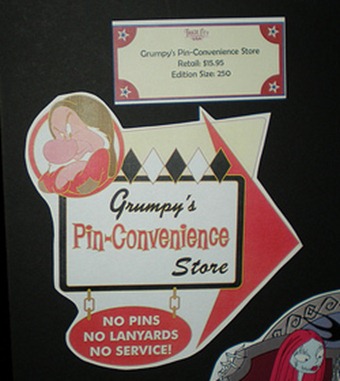 Grumpy's Pin-Convenience Store
Retail: $15.95
Edition Size: 250
Grumpy's
Pin-Convenience
Store
NO PINS
NO LANYARDS
NO SERVICE!